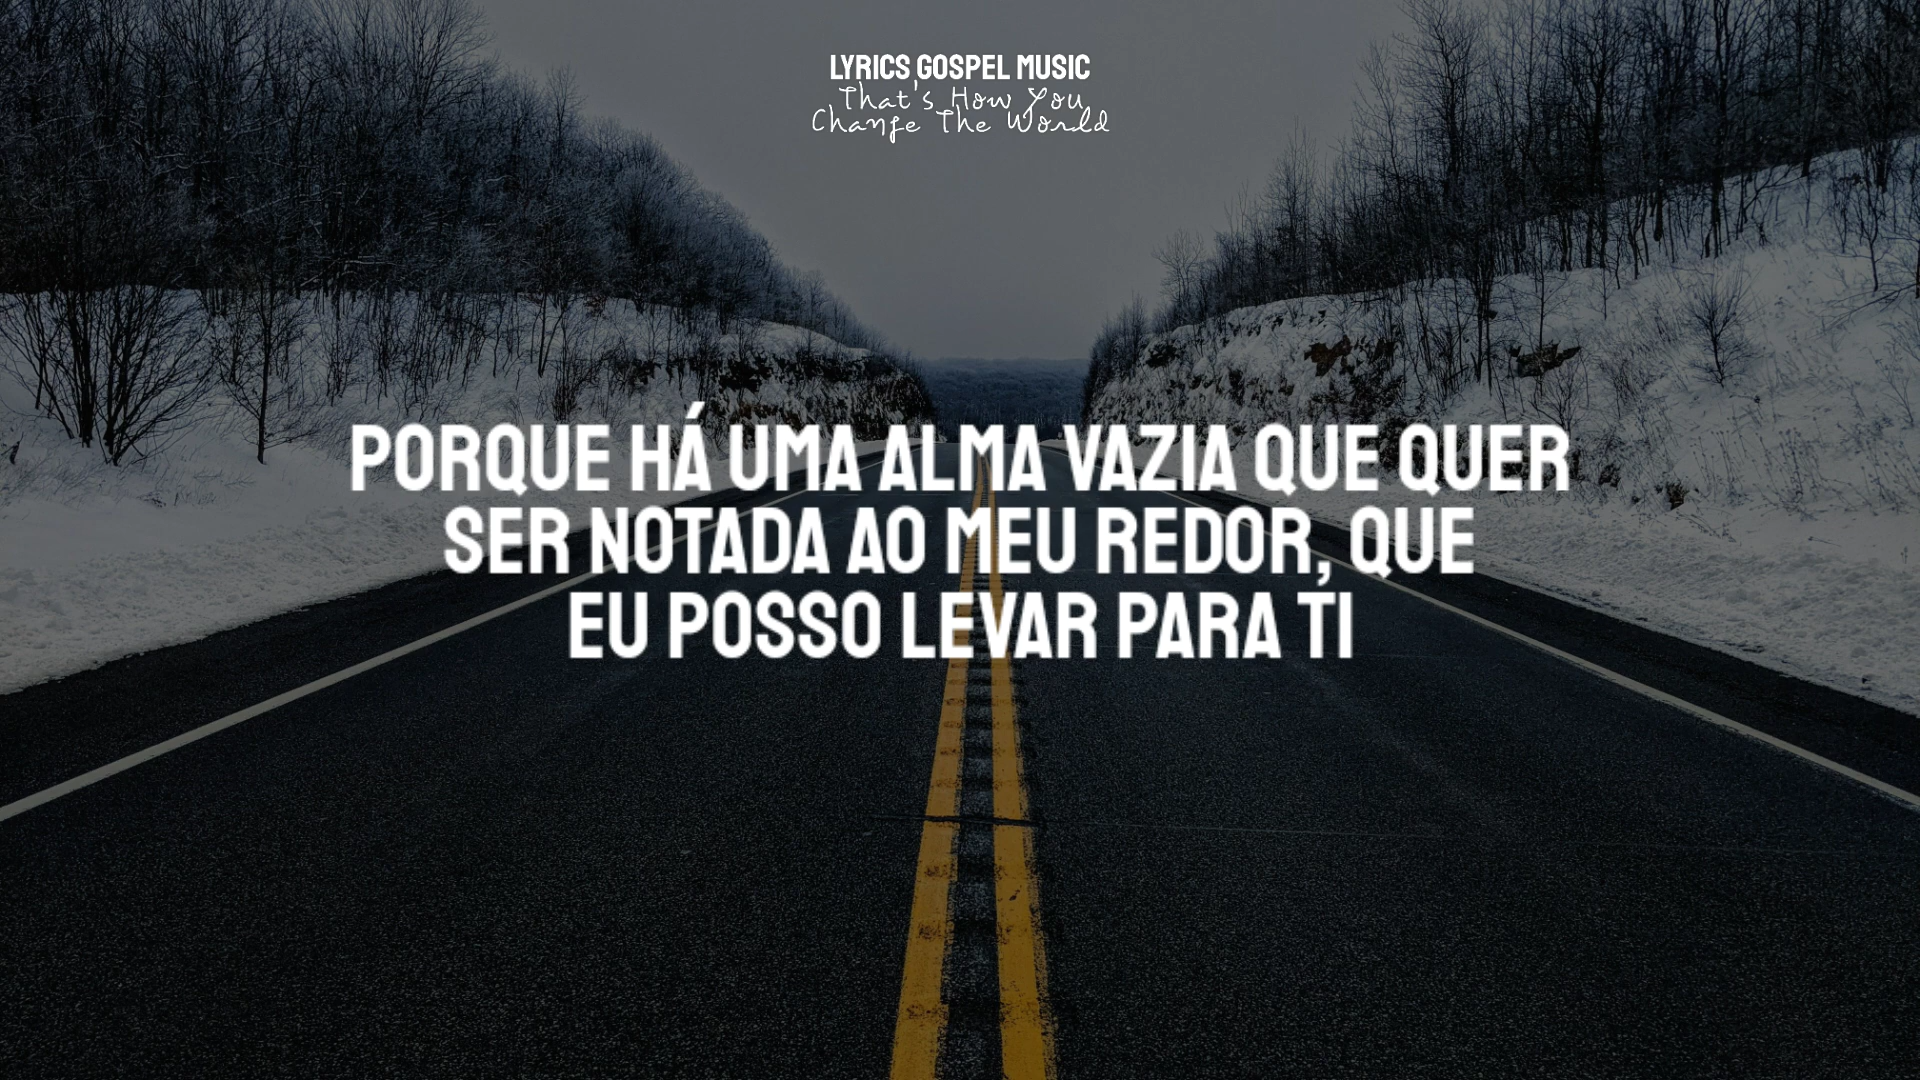 LYRICS GOSPEL MUSIC
That's How You
Change The World
PORQUE HÁ UMA ALMA VAZIA QUE QUER
SER NOTADA AO MEU REDOR, QUE
EU POSSO LEVAR PARA TI